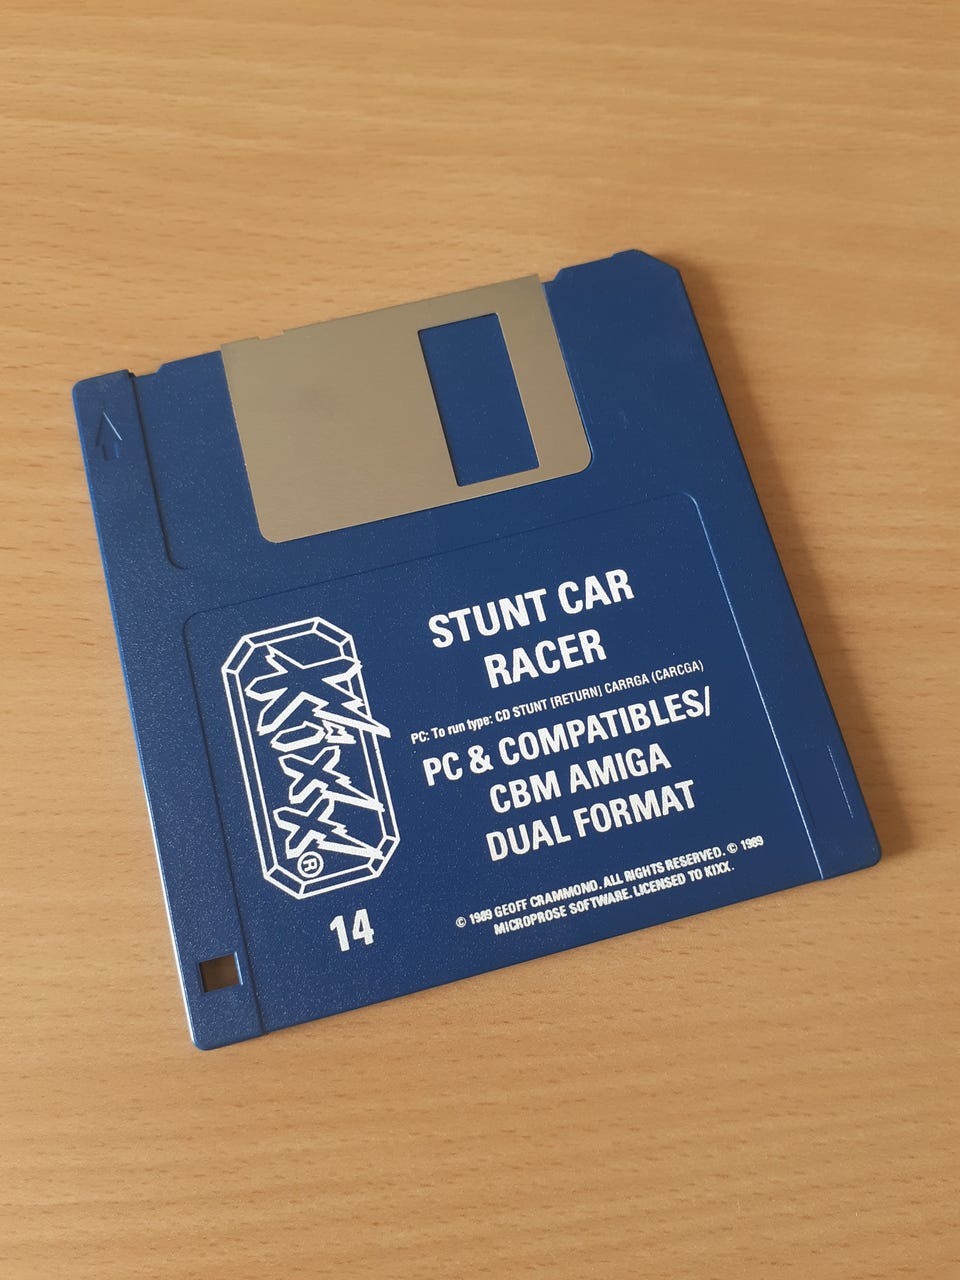 STUNT CAR
RACER
PC: To run type: CD STUNT [RETURN] CARRGA (CARCGA)
PC & COMPATIBLES/
CBM AMIGA
DUAL FORMAT
© 1989 GEOFF CRAMMOND. ALL RIGHTS RESERVED. © 1989
MICROPROSE SOFTWARE. LICENSED TO KIXX.
KIXX®
14